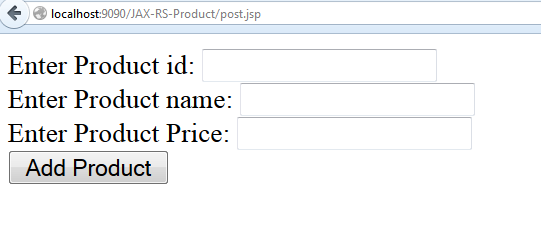 localhost:9090/JAX-RS-Product/post.jsp
Enter Product id:
Enter Product name:
Enter Product Price:
Add Product